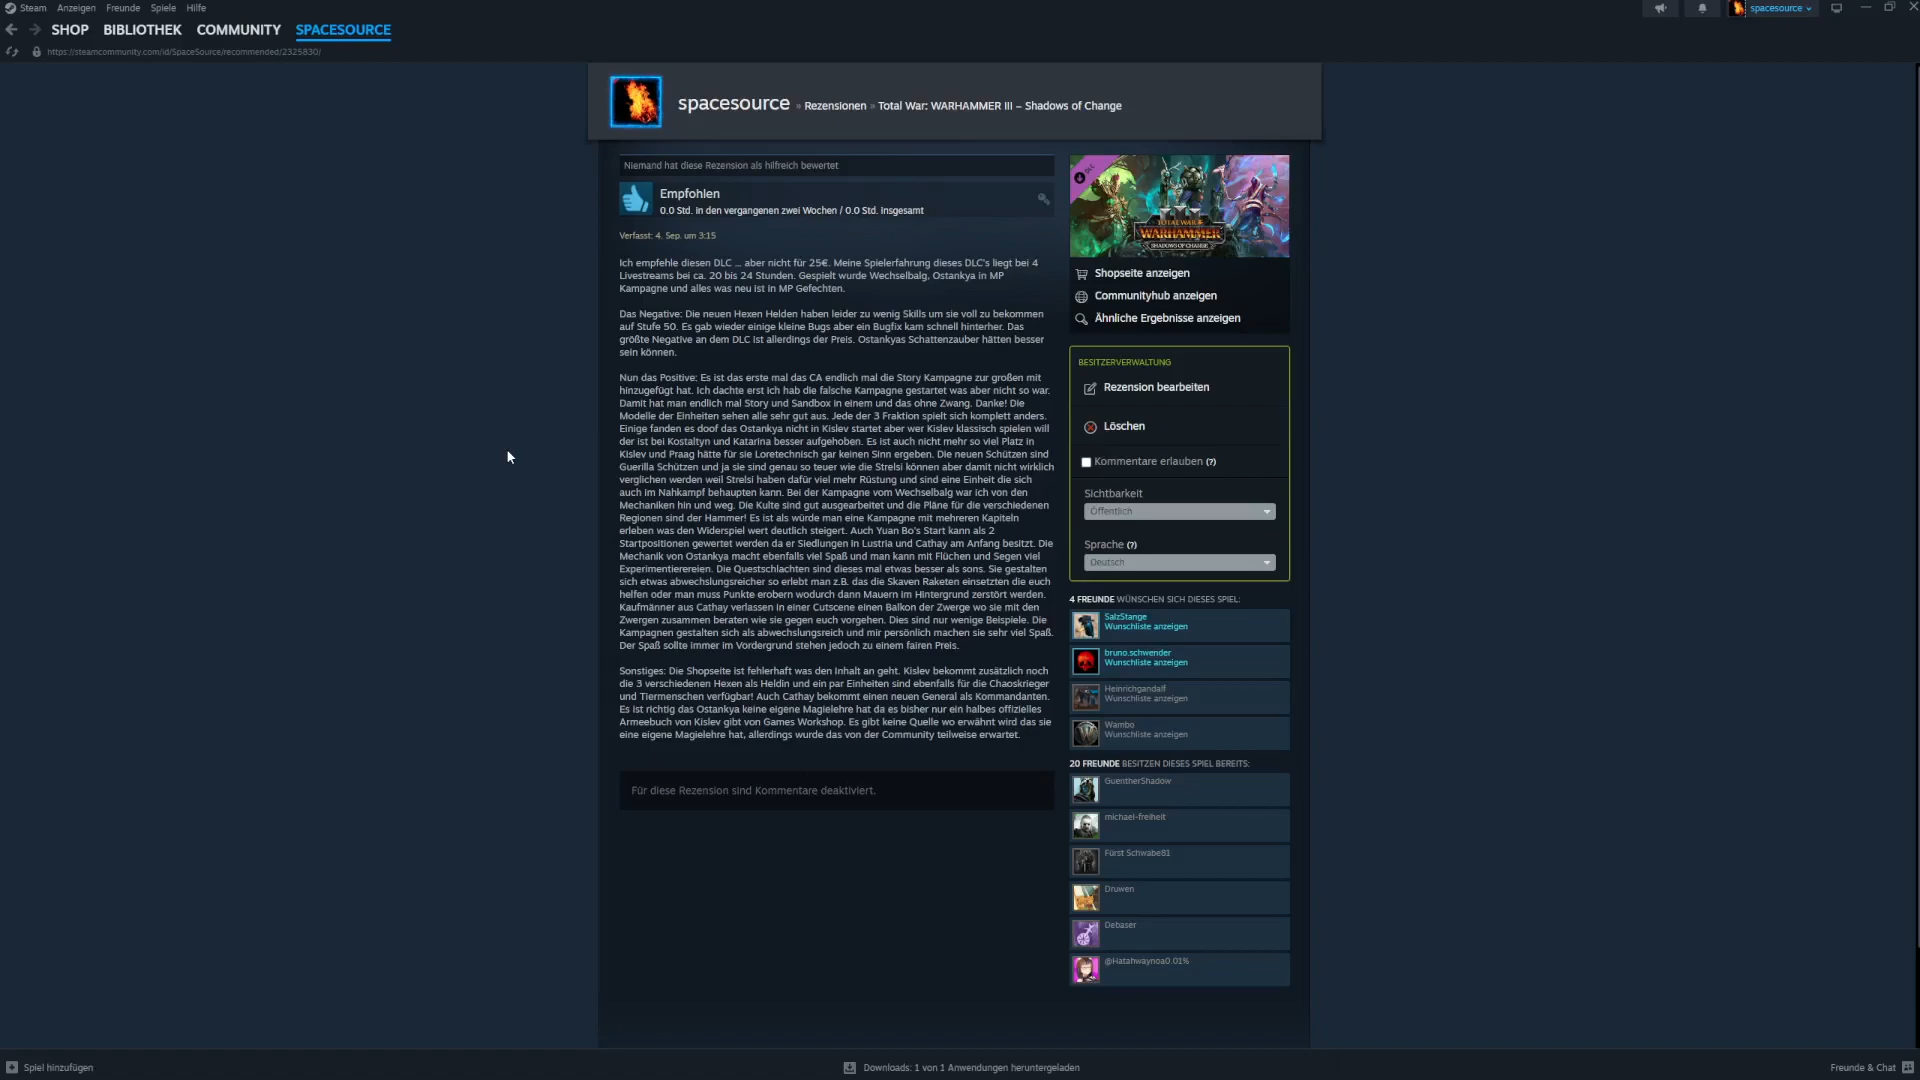 Steam Anzeigen Freunde Spiele Hilfe
spacesource
SHOP BIBLIOTHEK COMMUNITY SPACESOURCE
https://steamcommunity.com/id/SpaceSource/recommended/2325830/
spacesource » Rezensionen » Total War: WARHAMMER III – Shadows of Change
Niemand hat diese Rezension als hilfreich bewertet
Empfohlen
0.0 Std. in den vergangenen zwei Wochen / 0.0 Std. insgesamt
Verfasst: 4. Sep. um 3:15
Ich empfehle diesen DLC ... aber nicht für 25€. Meine Spielerfahrung dieses DLC's liegt bei 4
Livestreams bei ca. 20 bis 24 Stunden. Gespielt wurde Wechselbalg, Ostankya in MP
Kampagne und alles was neu ist in MP Gefechten.
Das Negative: Die neuen Hexen Helden haben leider zu wenig Skills um sie voll zu bekommen
auf Stufe 50. Es gab wieder einige kleine Bugs aber ein Bugfix kam schnell hinterher. Das
größte Negative an dem DLC ist allerdings der Preis. Ostankyas Schattenzauber hätten besser
sein können.
Nun das Positive: Es ist das erste mal das CA endlich mal die Story Kampagne zur großen mit
hinzugefügt hat. Ich dachte erst ich hab die falsche Kampagne gestartet was aber nicht so war.
Damit hat man endlich mal Story und Sandbox in einem und das ohne Zwang. Danke! Die
Modelle der Einheiten sehen alle sehr gut aus. Jede der 3 Fraktion spielt sich komplett anders.
Einige fanden es doof das Ostankya nicht in Kislev startet aber wer Kislev klassisch spielen will
der ist bei Kostaltyn und Katarina besser aufgehoben. Es ist auch nicht mehr so viel Platz in
Kislev und Praag hätte für sie Loretechnisch gar keinen Sinn ergeben. Die neuen Schützen sind
Guerilla Schützen und ja sie sind genau so teuer wie die Strelsi können aber damit nicht wirklich
verglichen werden weil Strelsi haben dafür viel mehr Rüstung und sind eine Einheit die sich
auch im Nahkampf behaupten kann. Bei der Kampagne vom Wechselbalg war ich von den
Mechaniken hin und weg. Die Kulte sind gut ausgearbeitet und die Pläne für die verschiedenen
Regionen sind der Hammer! Es ist als würde man eine Kampagne mit mehreren Kapiteln
erleben was den Widerspiel wert deutlich steigert. Auch Yuan Bo's Start kann als 2
Startpositionen gewertet werden da er Siedlungen in Lustria und Cathay am Anfang besitzt. Die
Mechanik von Ostankya macht ebenfalls viel Spaß und man kann mit Flüchen und Segen viel
Experimentierereien. Die Questschlachten sind dieses mal etwas besser als sons. Sie gestalten
sich etwas abwechslungsreicher so erlebt man z.B. das die Skaven Raketen einsetzten die euch
helfen oder man muss Punkte erobern wodurch dann Mauern im Hintergrund zerstört werden.
Kaufmänner aus Cathay verlassen in einer Cutscene einen Balkon der Zwerge wo sie mit den
Zwergen zusammen beraten wie sie gegen euch vorgehen. Dies sind nur wenige Beispiele. Die
Kampagnen gestalten sich als abwechslungsreich und mir persönlich machen sie sehr viel Spaß.
Der Spaß sollte immer im Vordergrund stehen jedoch zu einem fairen Preis.
Sonstiges: Die Shopseite ist fehlerhaft was den Inhalt an geht. Kislev bekommt zusätzlich noch
die 3 verschiedenen Hexen als Heldin und ein par Einheiten sind ebenfalls für die Chaoskrieger
und Tiermenschen verfügbar! Auch Cathay bekommt einen neuen General als Kommandanten.
Es ist richtig das Ostankya keine eigene Magielehre hat da es bisher nur ein halbes offizielles
Armeebuch von Kislev gibt von Games Workshop. Es gibt keine Quelle wo erwähnt wird das sie
eine eigene Magielehre hat, allerdings wurde das von der Community teilweise erwartet.
Für diese Rezension sind Kommentare deaktiviert.
DLC
TOTAL WAR
WARHAMMER
III
SHADOWS OF CHANGE
Shopseite anzeigen
Communityhub anzeigen
Ähnliche Ergebnisse anzeigen
BESITZERVERWALTUNG
Rezension bearbeiten
Löschen
Kommentare erlauben (?)
Sichtbarkeit
Öffentlich
Sprache (?)
Deutsch
4 FREUNDE WÜNSCHEN SICH DIESES SPIEL:
SalzStange
Wunschliste anzeigen
bruno.schwender
Wunschliste anzeigen
Heinrichgandalf
Wunschliste anzeigen
Wambo
Wunschliste anzeigen
20 FREUNDE BESITZEN DIESES SPIEL BEREITS:
GuentherShadow
michael-freiheit
Fürst Schwabe81
Druwen
Debaser
@Hatahwaynoa0.01%
Spiel hinzufügen
Downloads: 1 von 1 Anwendungen heruntergeladen
Freunde & Chat